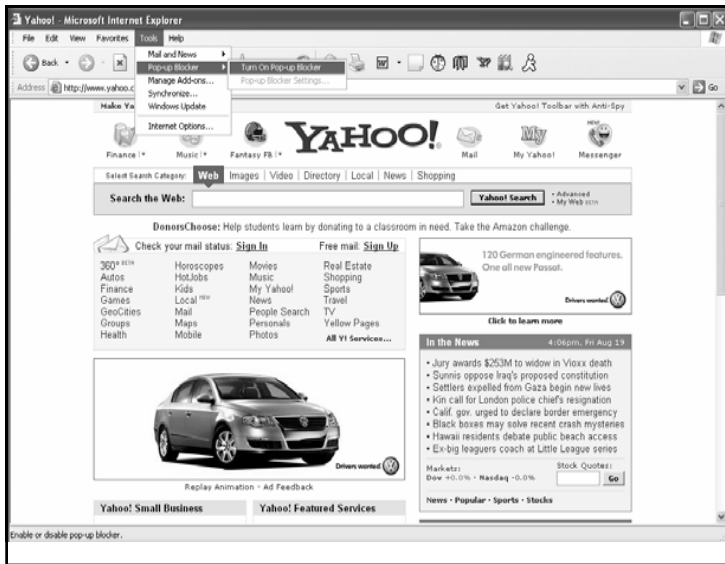 Yahoo! - Microsoft Internet Explorer
File Edit View Favorites Tools Help
Mail and News
Pop-up Blocker
Manage Add-ons...
Synchronize...
Windows Update
Internet Options...
Turn On Pop-up Blocker
Pop-up Blocker Settings...
Back
Address http://www.yahoo.c
Go
Make Ya
Get Yahoo! Toolbar with Anti-Spy
YAHOO!
Finance Music Fantasy FB Mail My Yahoo! Messenger
Select Search Category: Web Images | Video | Directory | Local | News | Shopping
Search the Web: Yahoo! Search
• Advanced
• My Web BETA
DonorsChoose: Help students learn by donating to a classroom in need. Take the Amazon challenge.
Check your mail status: Sign In Free mail: Sign Up
360° BETA Horoscopes Movies Real Estate
Autos HotJobs Music Shopping
Finance Kids My Yahoo! Sports
Games Local NEW News Travel
GeoCities Mail People Search TV
Groups Maps Personals Yellow Pages
Health Mobile Photos All Y! Services...
120 German engineered features.
One all new Passat.
Drivers wanted.
Click to learn more
In the News 4:06pm, Fri Aug 19
• Jury awards $253M to widow in Vioxx death
• Sunnis oppose Iraq's proposed constitution
• Settlers expelled from Gaza begin new lives
• Kin call for London police chief's resignation
• Calif. gov. urged to declare border emergency
• Black boxes may solve recent crash mysteries
• Hawaii residents debate public beach access
• Ex-big leaguers coach at Little League series
Markets:
Dow +0.0% • Nasdaq -0.0%
Stock Quotes:
Go
News • Popular • Sports • Stocks
Drivers wanted.
Replay Animation - Ad Feedback
Yahoo! Small Business
Yahoo! Featured Services
Enable or disable pop-up blocker.